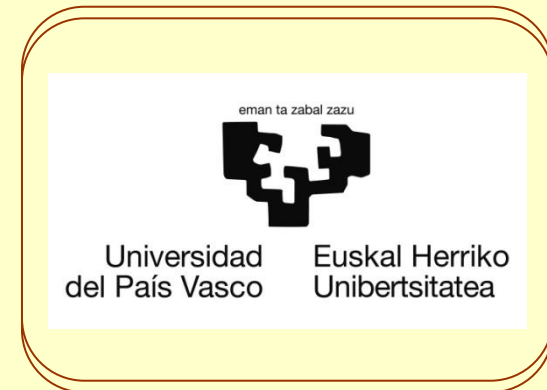 eman ta zabal zazu
Universidad
del País Vasco
Euskal Herriko
Unibertsitatea